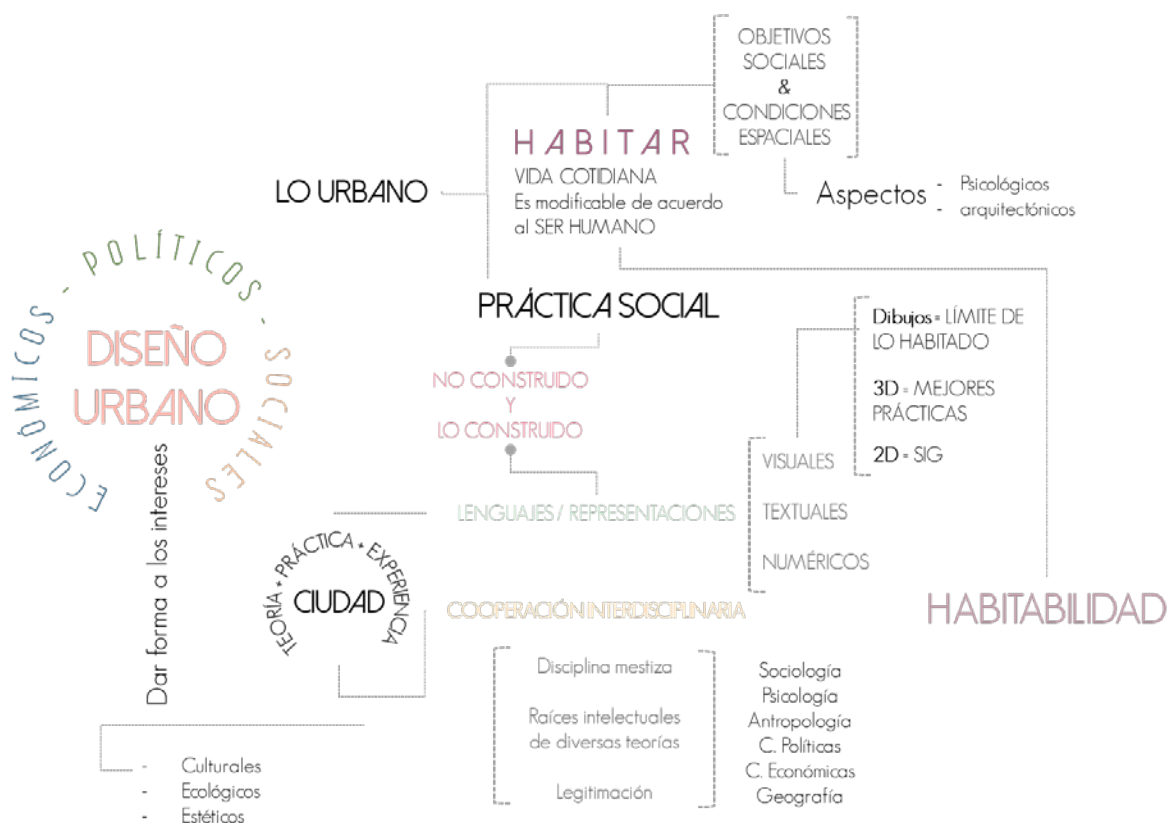 OBJETIVOS
SOCIALES
&
CONDICIONES
ESPACIALES
HABITAR
VIDA COTIDIANA
Es modificable de acuerdo
al SER HUMANO
LO URBANO
Aspectos
- Psicológicos
- arquitectónicos
ECONÓMICOS - POLÍTICOS - SOCIALES
DISEÑO
URBANO
PRÁCTICA SOCIAL
Dibujos = LÍMITE DE
LO HABITADO
3D = MEJORES
PRÁCTICAS
2D = SIG
NO CONSTRUIDO
Y
LO CONSTRUIDO
VISUALES
TEXTUALES
NUMÉRICOS
LENGUAJES / REPRESENTACIONES
Dar forma a los intereses
TEORÍA + PRÁCTICA + EXPERIENCIA
CIUDAD
COOPERACIÓN INTERDISCIPLINARIA
HABITABILIDAD
Disciplina mestiza
Raíces intelectuales
de diversas teorías
Legitimación
Sociología
Psicología
Antropología
C. Políticas
C. Económicas
Geografía
- Culturales
- Ecológicos
- Estéticos